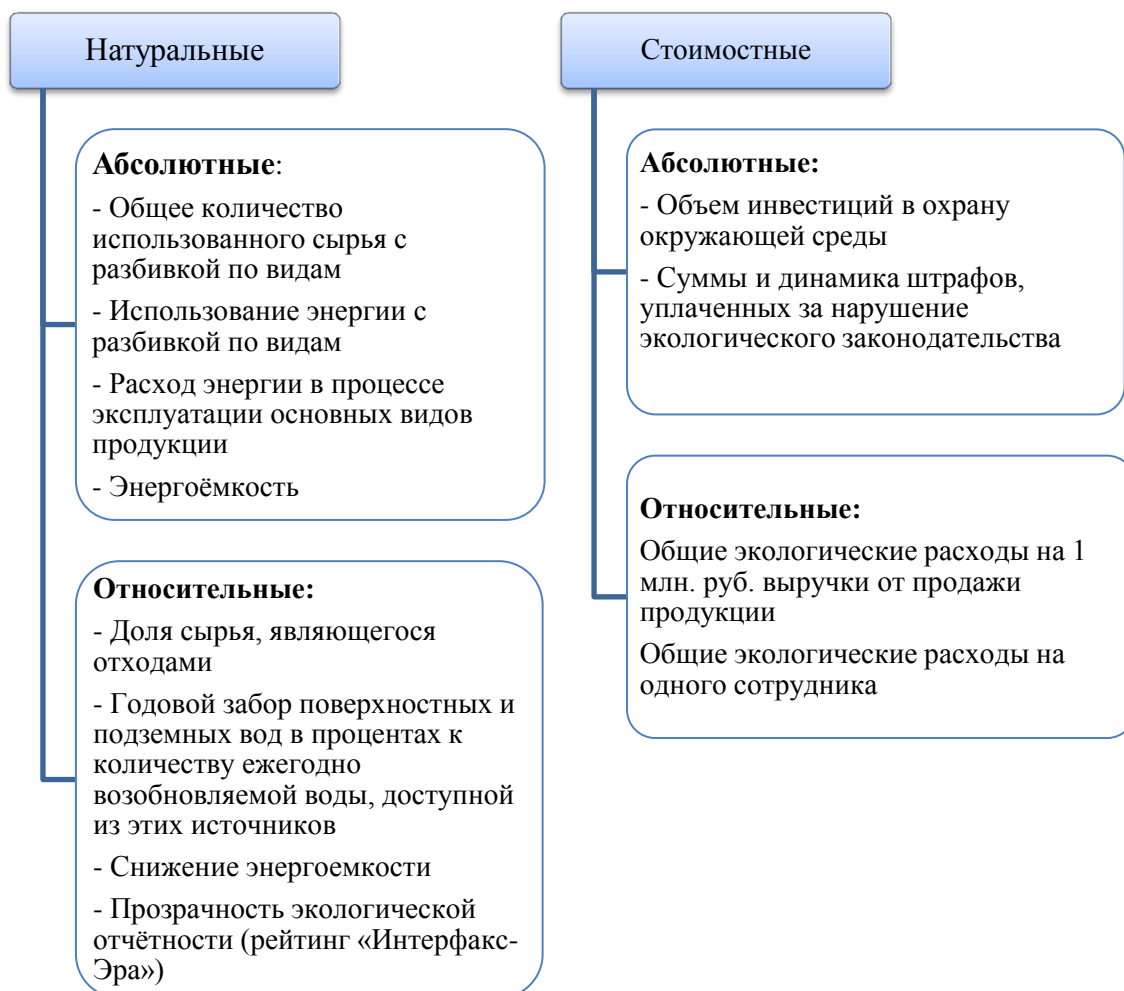 Натуральные
Абсолютные:
- Общее количество
использованного сырья с
разбивкой по видам
- Использование энергии с
разбивкой по видам
- Расход энергии в процессе
эксплуатации основных видов
продукции
- Энергоёмкость
Относительные:
- Доля сырья, являющегося
отходами
- Годовой забор поверхностных и
подземных вод в процентах к
количеству ежегодно
возобновляемой воды, доступной
из этих источников
- Снижение энергоемкости
- Прозрачность экологической
отчётности (рейтинг «Интерфакс-
Эра»)
Стоимостные
Абсолютные:
- Объем инвестиций в охрану
окружающей среды
- Суммы и динамика штрафов,
уплаченных за нарушение
экологического законодательства
Относительные:
Общие экологические расходы на 1
млн. руб. выручки от продажи
продукции
Общие экологические расходы на
одного сотрудника